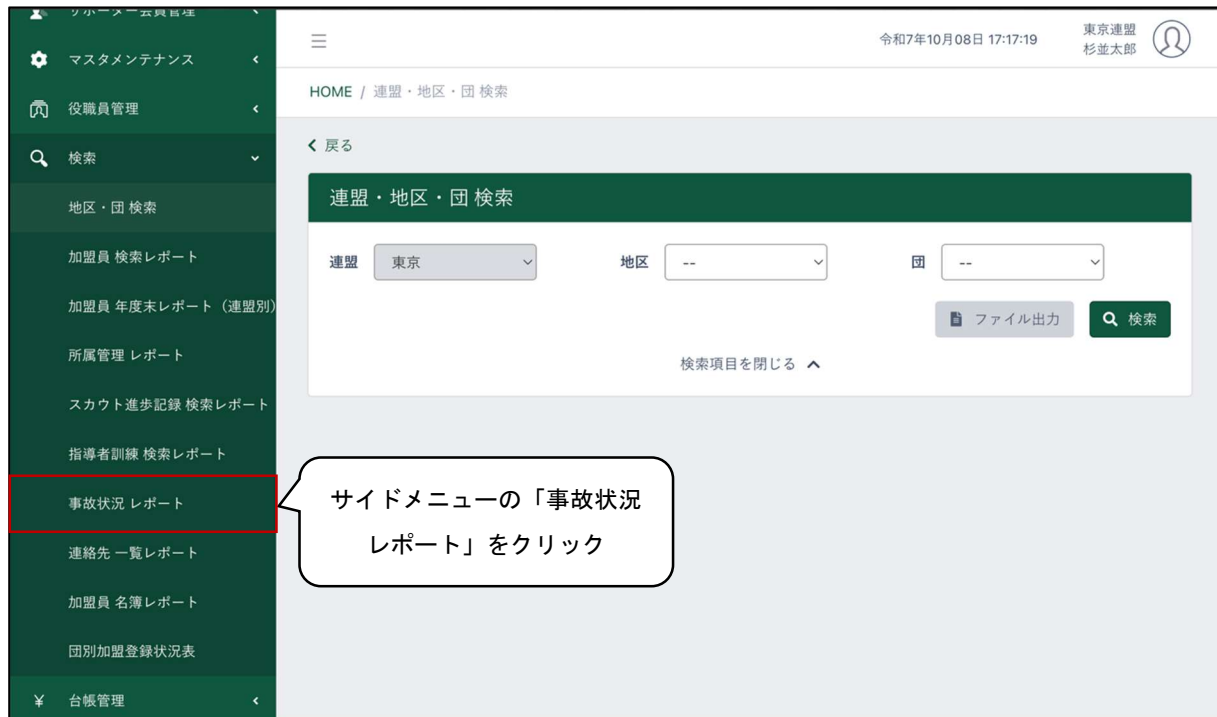 サポーター会員管理
マスタメンテナンス
役職員管理
検索
地区・団 検索
加盟員 検索レポート
加盟員 年度末レポート（連盟別）
所属管理 レポート
スカウト進歩記録 検索レポート
指導者訓練 検索レポート
事故状況 レポート
連絡先 一覧レポート
加盟員 名簿レポート
団別加盟登録状況表
¥ 台帳管理
令和7年10月08日 17:17:19
東京連盟
杉並太郎
HOME / 連盟・地区・団 検索
戻る
連盟・地区・団 検索
連盟 東京 地区 -- 団 --
ファイル出力 検索
検索項目を閉じる
サイドメニューの「事故状況
レポート」をクリック